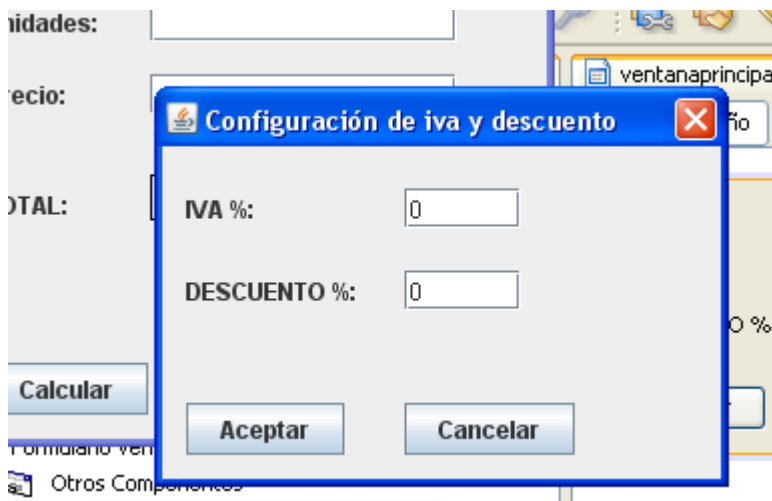 nidades:
ventanaprincipa
recio:
Configuración de iva y descuento
ño
OTAL:
IVA %:
0
DESCUENTO %:
0
O %
Calcular
Aceptar
Cancelar
Otros Componentes